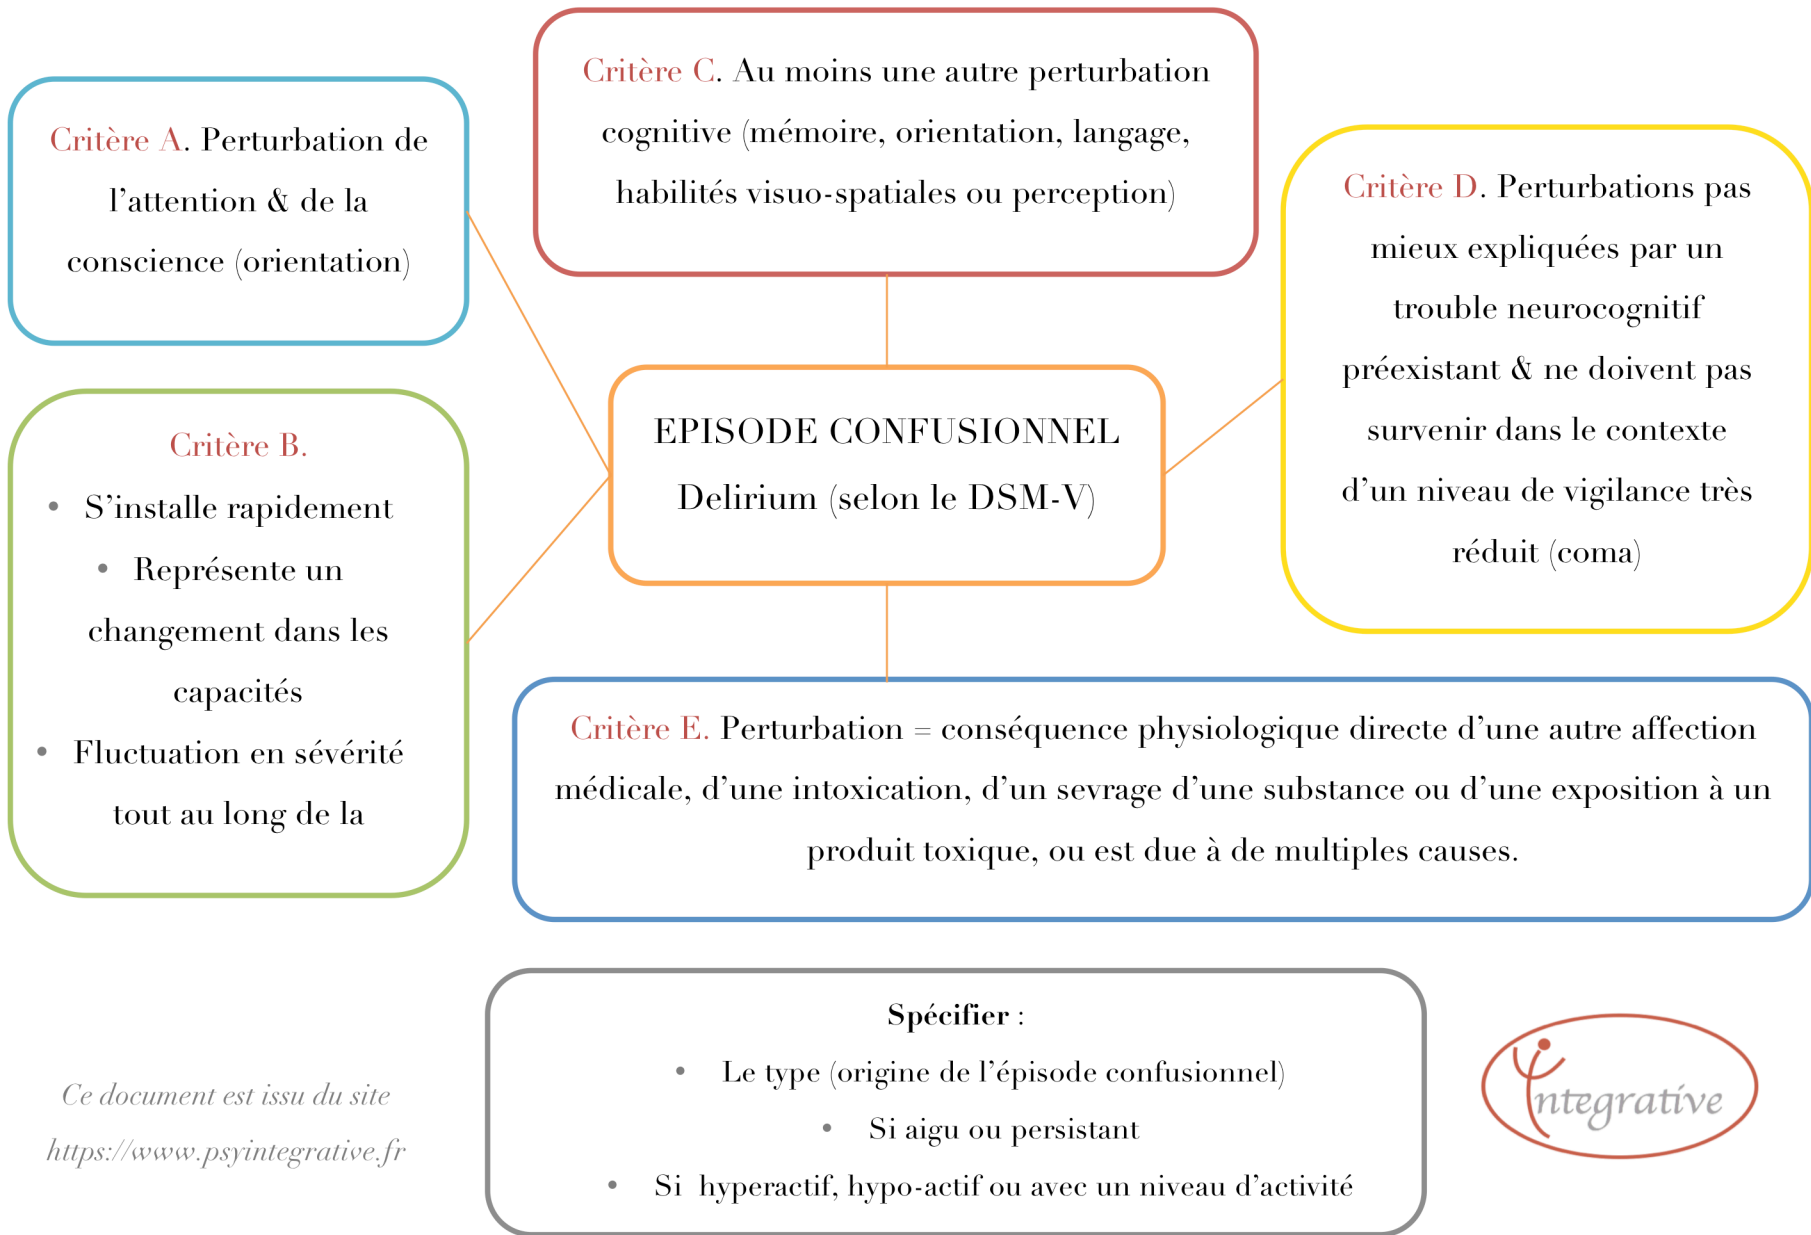 Critère A. Perturbation de
l'attention & de la
conscience (orientation)
Critère B.
• S'installe rapidement
• Représente un
changement dans les
capacités
• Fluctuation en sévérité
tout au long de la
Critère C. Au moins une autre perturbation
cognitive (mémoire, orientation, langage,
habilités visuo-spatiales ou perception)
EPISODE CONFUSIONNEL
Delirium (selon le DSM-V)
Critère D. Perturbations pas
mieux expliquées par un
trouble neurocognitif
préexistant & ne doivent pas
survenir dans le contexte
d'un niveau de vigilance très
réduit (coma)
Critère E. Perturbation = conséquence physiologique directe d'une autre affection
médicale, d'une intoxication, d'un sevrage d'une substance ou d'une exposition à un
produit toxique, ou est due à de multiples causes.
Spécifier :
• Le type (origine de l'épisode confusionnel)
• Si aigu ou persistant
• Si hyperactif, hypo-actif ou avec un niveau d'activité
Ce document est issu du site
https://www.psyintegrative.fr
ntegrative